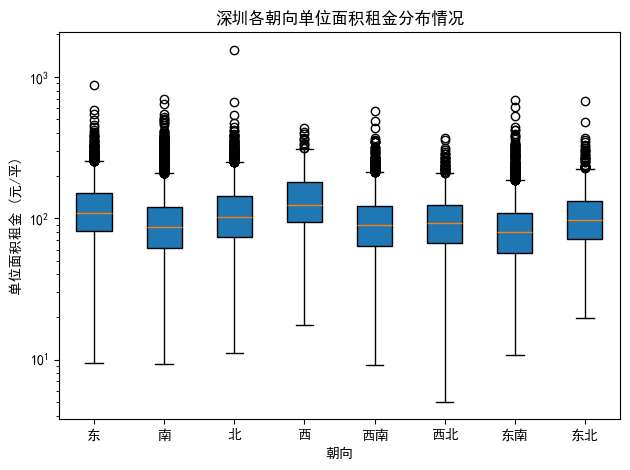 深圳各朝向单位面积租金分布情况
单位面积租金 (元/平)
10³
10²
10¹
东 南 北 西 西南 西北 东南 东北
朝向